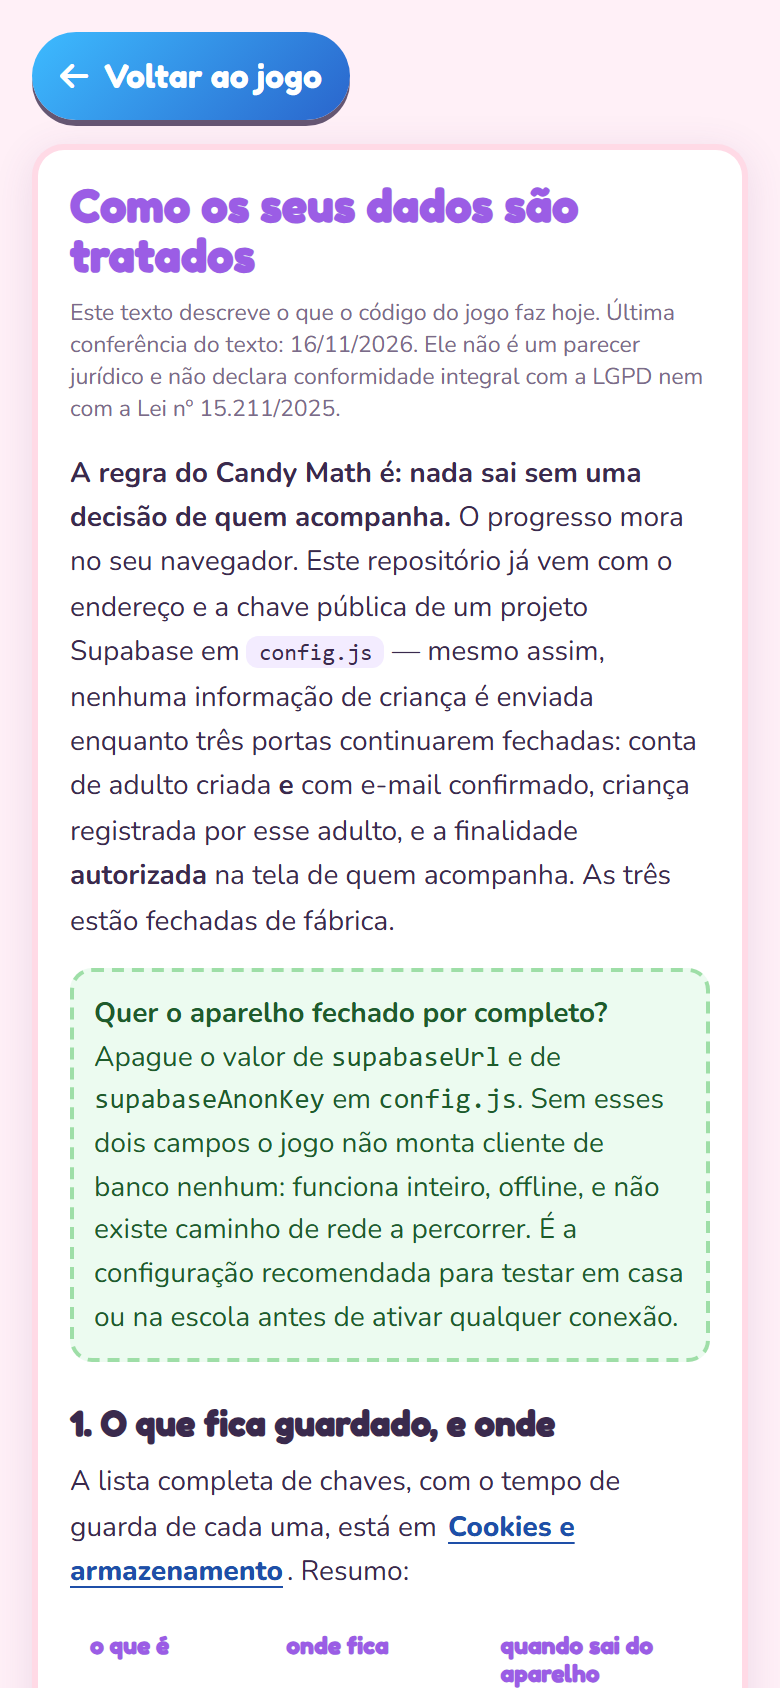 ← Voltar ao jogo
Como os seus dados são
tratados
Este texto descreve o que o código do jogo faz hoje. Última
conferência do texto: 16/11/2026. Ele não é um parecer
jurídico e não declara conformidade integral com a LGPD nem
com a Lei nº 15.211/2025.
A regra do Candy Math é: nada sai sem uma
decisão de quem acompanha. O progresso mora
no seu navegador. Este repositório já vem com o
endereço e a chave pública de um projeto
Supabase em config.js — mesmo assim,
nenhuma informação de criança é enviada
enquanto três portas continuarem fechadas: conta
de adulto criada e com e-mail confirmado, criança
registrada por esse adulto, e a finalidade
autorizada na tela de quem acompanha. As três
estão fechadas de fábrica.
Quer o aparelho fechado por completo?
Apague o valor de supabaseUrl e de
supabaseAnonKey em config.js. Sem esses
dois campos o jogo não monta cliente de
banco nenhum: funciona inteiro, offline, e não
existe caminho de rede a percorrer. É a
configuração recomendada para testar em casa
ou na escola antes de ativar qualquer conexão.
1. O que fica guardado, e onde
A lista completa de chaves, com o tempo de
guarda de cada uma, está em Cookies e
armazenamento. Resumo:
o que é onde fica quando sai do
aparelho